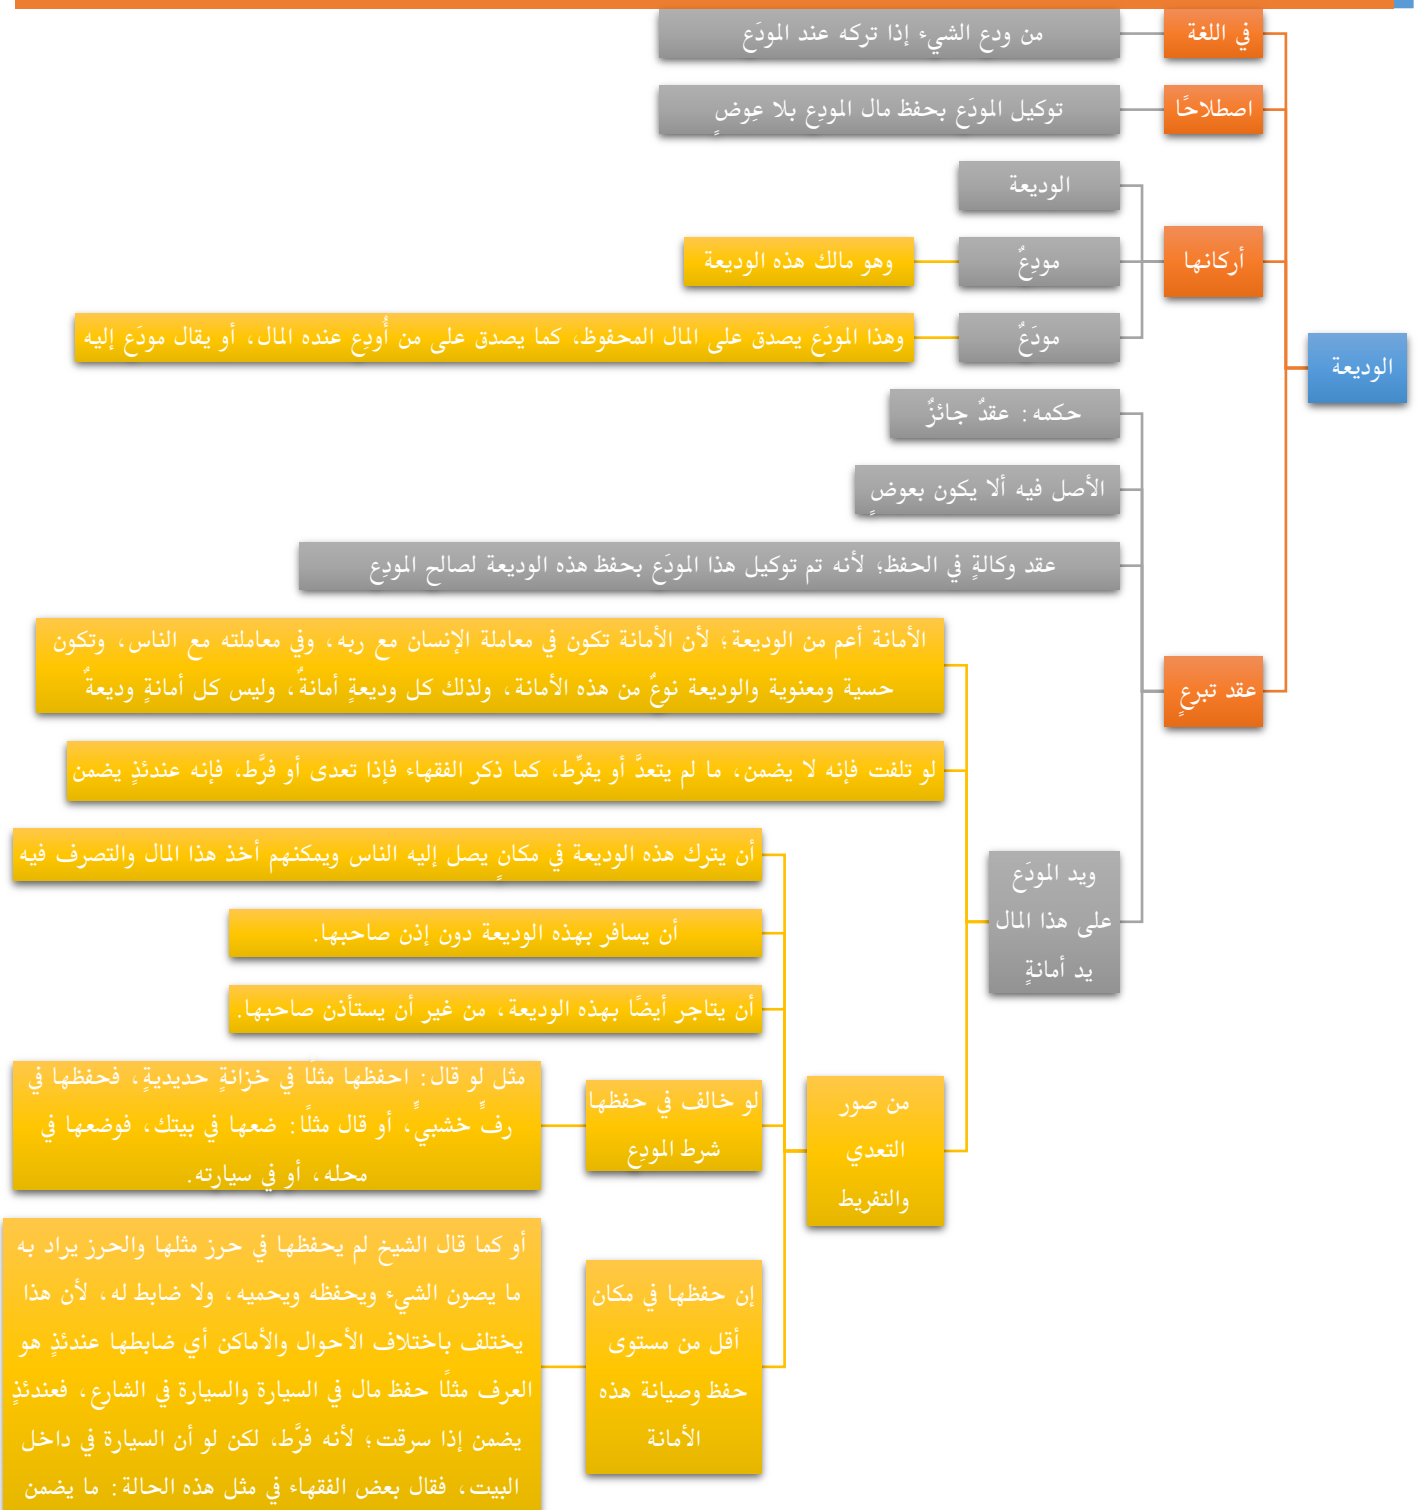 الوديعة
في اللغة
من ودع الشيء إذا تركه عند المودَع
اصطلاحًا
توكيل المودَع بحفظ مال المودِع بلا عِوضٍ
أركانها
الوديعة
مودِعٌ
وهو مالك هذه الوديعة
مودَعٌ
وهذا المودَع يصدق على المال المحفوظ، كما يصدق على من أُودِع عنده المال، أو يقال مودَع إليه
عقد تبرعٍ
حكمه: عقدٌ جائزٌ
الأصل فيه ألا يكون بعوضٍ
عقد وكالةٍ في الحفظ؛ لأنه تم توكيل هذا المودَع بحفظ هذه الوديعة لصالح المودِع
ويد المودَع
على هذا المال
يد أمانةٍ
الأمانة أعم من الوديعة؛ لأن الأمانة تكون في معاملة الإنسان مع ربه، وفي معاملته مع الناس، وتكون
حسية ومعنوية والوديعة نوعٌ من هذه الأمانة، ولذلك كل وديعةٍ أمانةٌ، وليس كل أمانةٍ وديعةٌ
لو تلفت فإنه لا يضمن، ما لم يتعدَّ أو يفرِّط، كما ذكر الفقهاء فإذا تعدى أو فرَّط، فإنه عندئذٍ يضمن
من صور
التعدي
والتفريط
أن يترك هذه الوديعة في مكانٍ يصل إليه الناس ويمكنهم أخذ هذا المال والتصرف فيه
أن يسافر بهذه الوديعة دون إذن صاحبها.
أن يتاجر أيضًا بهذه الوديعة، من غير أن يستأذن صاحبها.
لو خالف في حفظها
شرط المودِع
مثل لو قال: احفظها مثلًا في خزانةٍ حديديةٍ، فحفظها في
رفٍّ خشبيٍّ، أو قال مثلًا: ضعها في بيتك، فوضعها في
محله، أو في سيارته.
إن حفظها في مكان
أقل من مستوى
حفظ وصيانة هذه
الأمانة
أو كما قال الشيخ لم يحفظها في حرز مثلها والحرز يراد به
ما يصون الشيء ويحفظه ويحميه، ولا ضابط له، لأن هذا
يختلف باختلاف الأحوال والأماكن أي ضابطها عندئذٍ هو
العرف مثلًا حفظ مال في السيارة والسيارة في الشارع، فعندئذٍ
يضمن إذا سرقت؛ لأنه فرَّط، لكن لو أن السيارة في داخل
البيت، فقال بعض الفقهاء في مثل هذه الحالة: ما يضمن